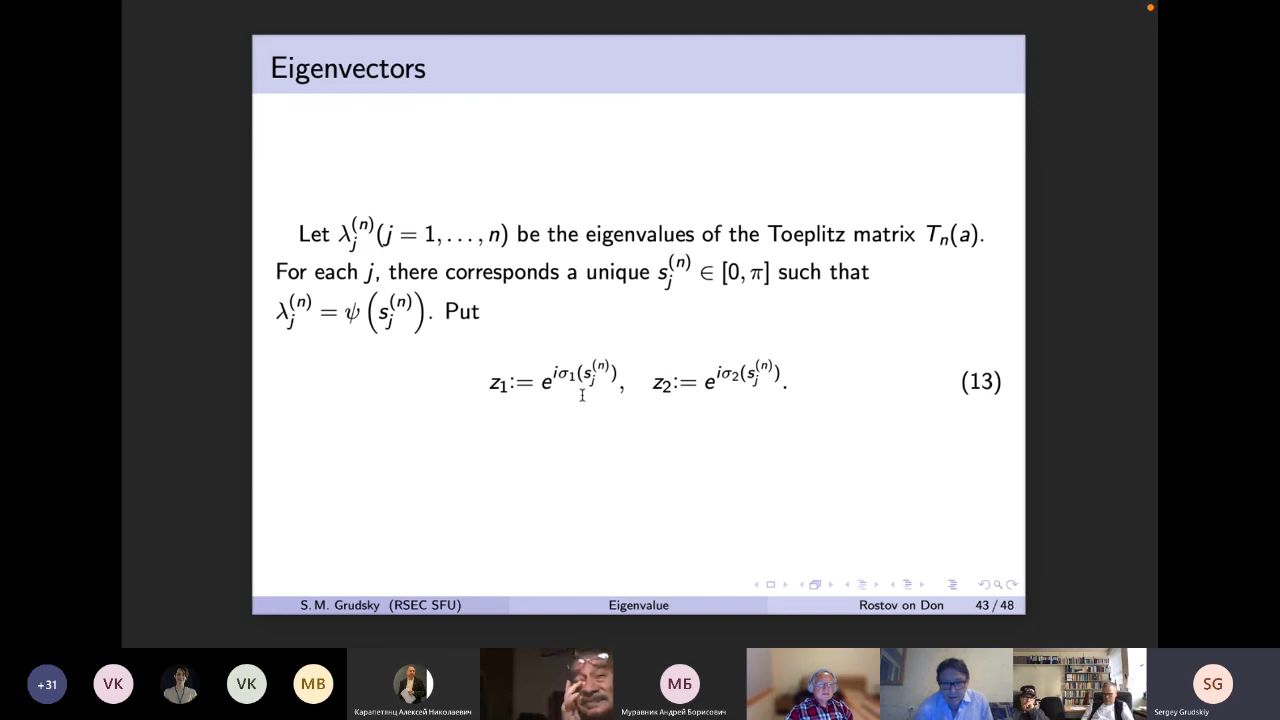 Eigenvectors
Let λ_j^{(n)}(j = 1, . . . , n) be the eigenvalues of the Toeplitz matrix T_n(a).
For each j, there corresponds a unique s_j^{(n)} ∈ [0, π] such that
λ_j^{(n)} = ψ(s_j^{(n)}). Put
z_1 := e^{iσ_1(s_j^{(n)})}, z_2 := e^{iσ_2(s_j^{(n)})}. (13)
S. M. Grudsky (RSEC SFU) Eigenvalue Rostov on Don 43 / 48
+31 VK VK MB МБ SG
Карапетянц Алексей Николаевич Муравник Андрей Борисович Sergey Grudskiy